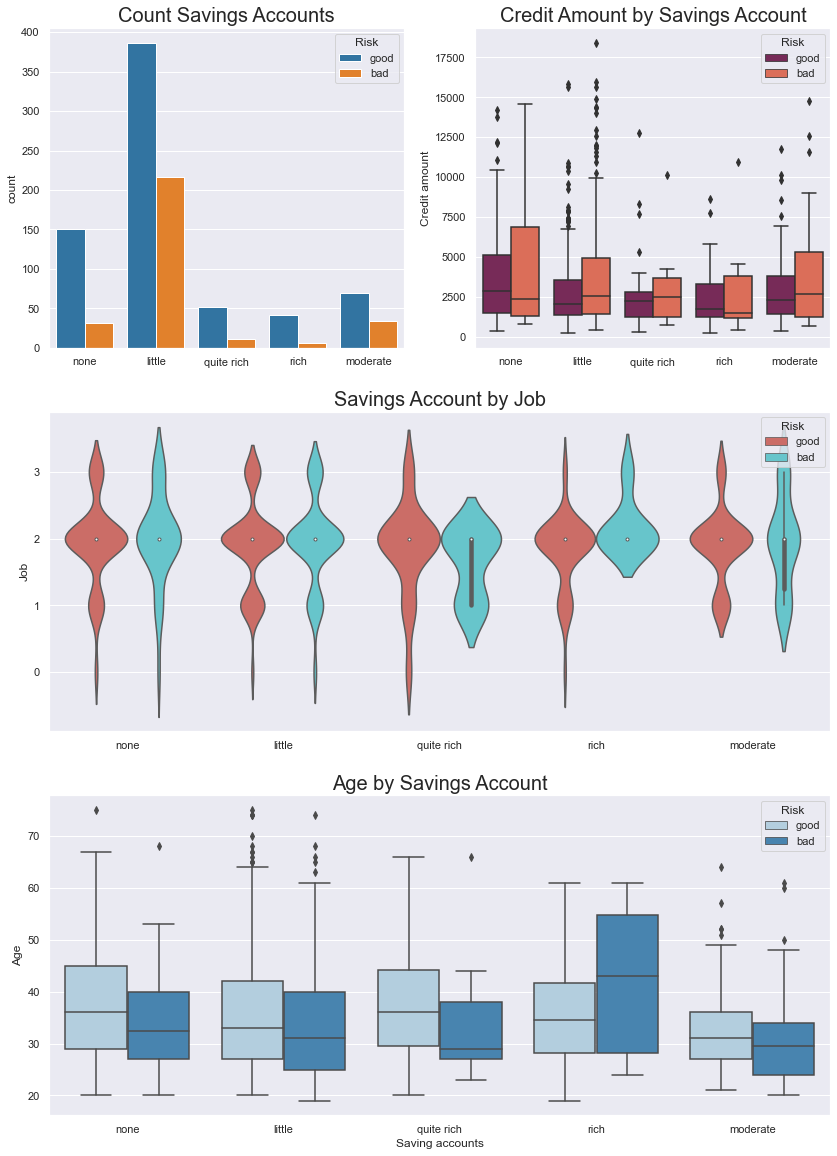 Count Savings Accounts
Risk
good
bad
400
350
300
250
200
150
100
50
0
count
none little quite rich rich moderate
Credit Amount by Savings Account
Risk
good
bad
17500
15000
12500
10000
7500
5000
2500
0
Credit amount
none little quite rich rich moderate
Savings Account by Job
Risk
good
bad
3
2
1
0
Job
none little quite rich rich moderate
Age by Savings Account
Risk
good
bad
70
60
50
40
30
20
Age
none little quite rich rich moderate
Saving accounts